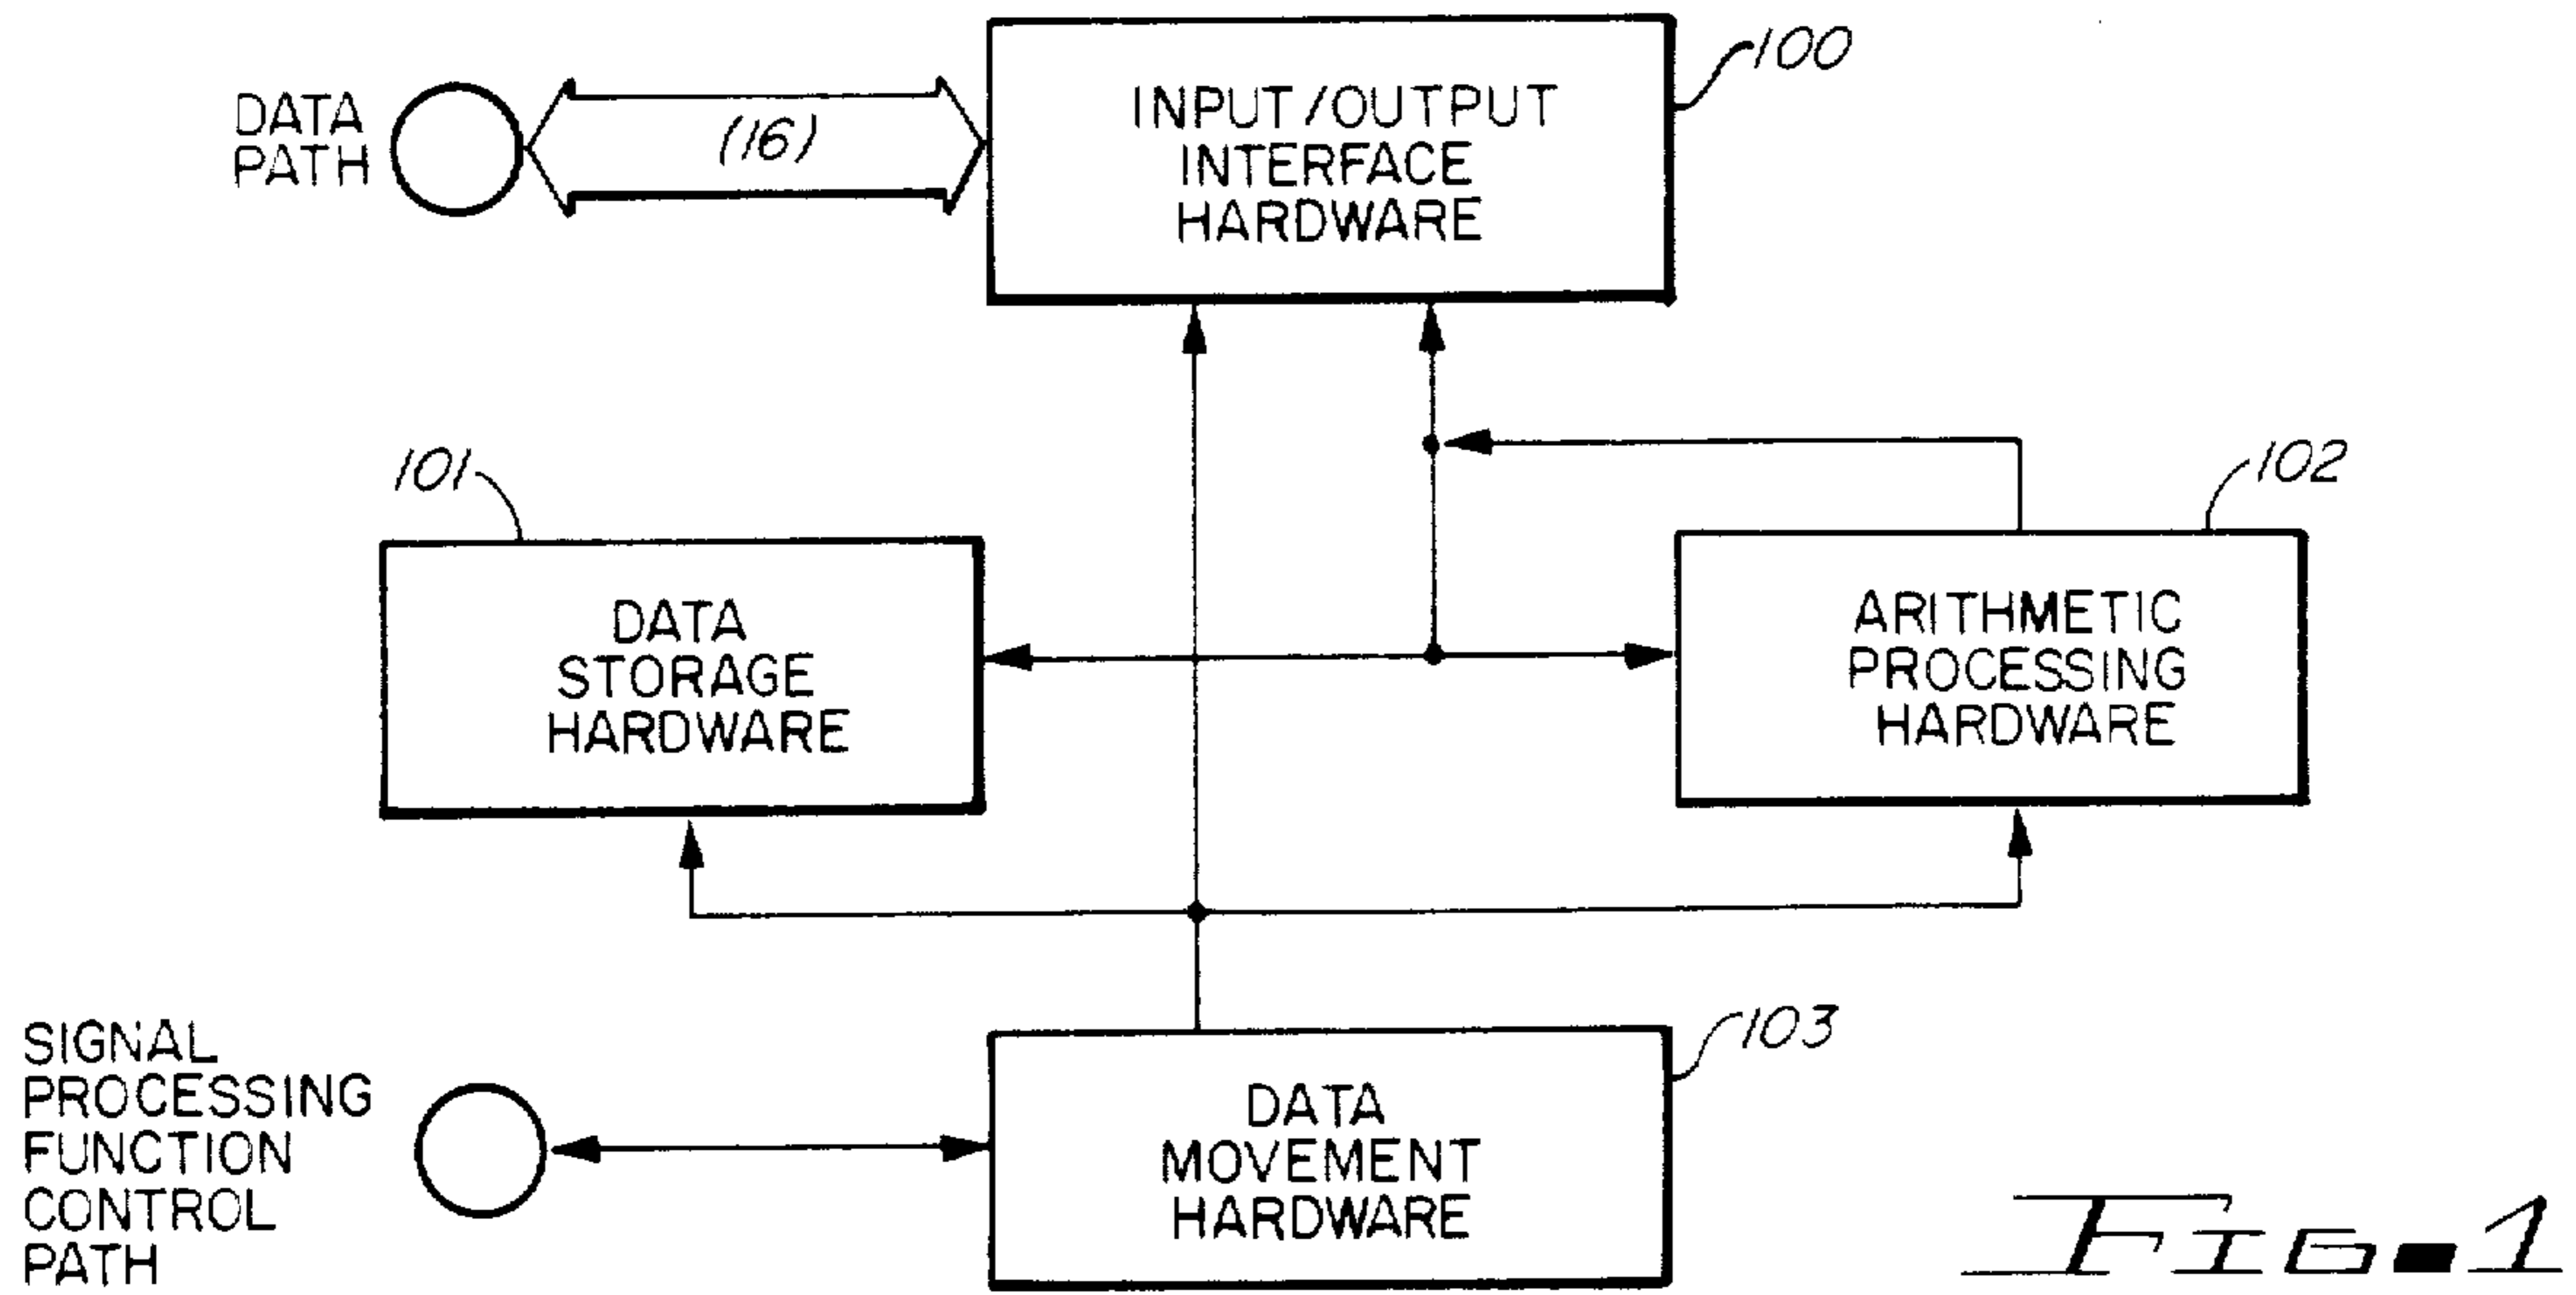 100
INPUT/OUTPUT
INTERFACE
HARDWARE
DATA
PATH
(16)
101
DATA
STORAGE
HARDWARE
102
ARITHMETIC
PROCESSING
HARDWARE
103
DATA
MOVEMENT
HARDWARE
SIGNAL
PROCESSING
FUNCTION
CONTROL
PATH
FIG-1